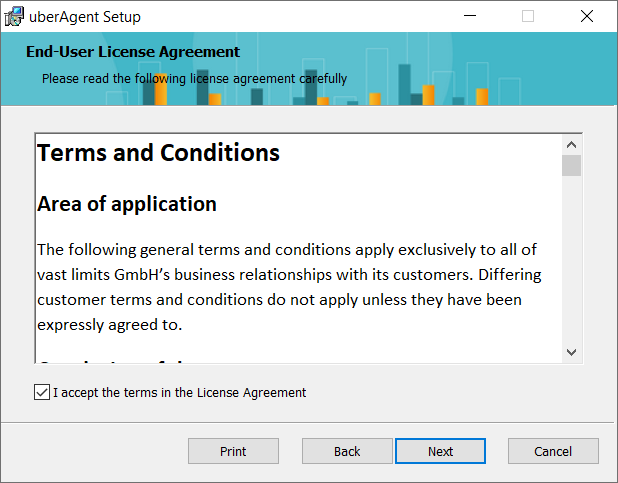 uberAgent Setup
End-User License Agreement
Please read the following license agreement carefully
Terms and Conditions
Area of application
The following general terms and conditions apply exclusively to all of
vast limits GmbH’s business relationships with its customers. Differing
customer terms and conditions do not apply unless they have been
expressly agreed to.
I accept the terms in the License Agreement
Print
Back
Next
Cancel